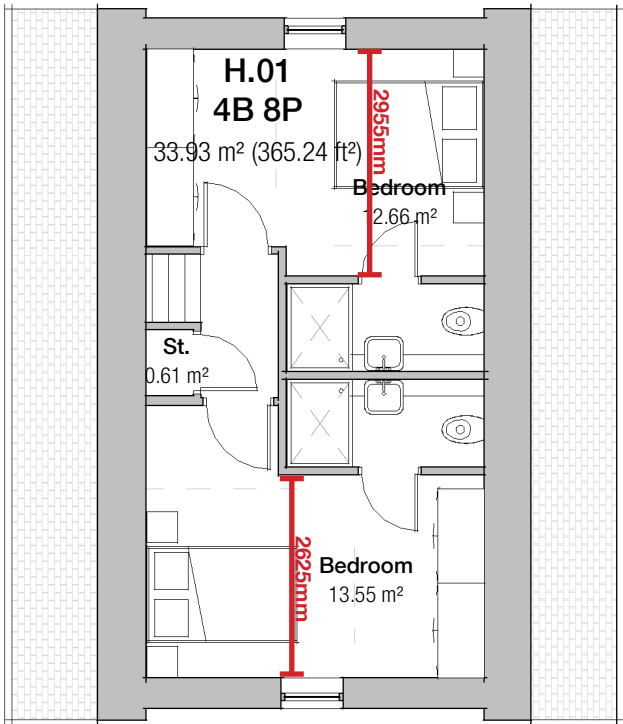 H.01
4B 8P
33.93 m² (365.24 ft²)
2955mm
Bedroom
12.66 m²
St.
0.61 m²
2625mm
Bedroom
13.55 m²